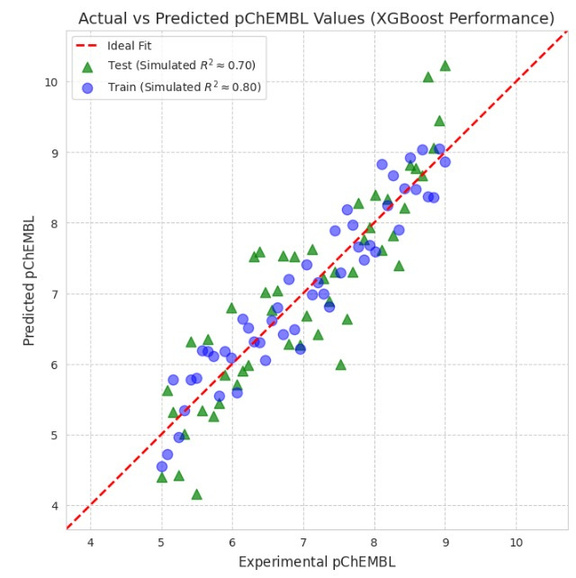 Actual vs Predicted pChEMBL Values (XGBoost Performance)
Ideal Fit
Test (Simulated R² ≈ 0.70)
Train (Simulated R² ≈ 0.80)
Predicted pChEMBL
10
9
8
7
6
5
4
4 5 6 7 8 9 10
Experimental pChEMBL